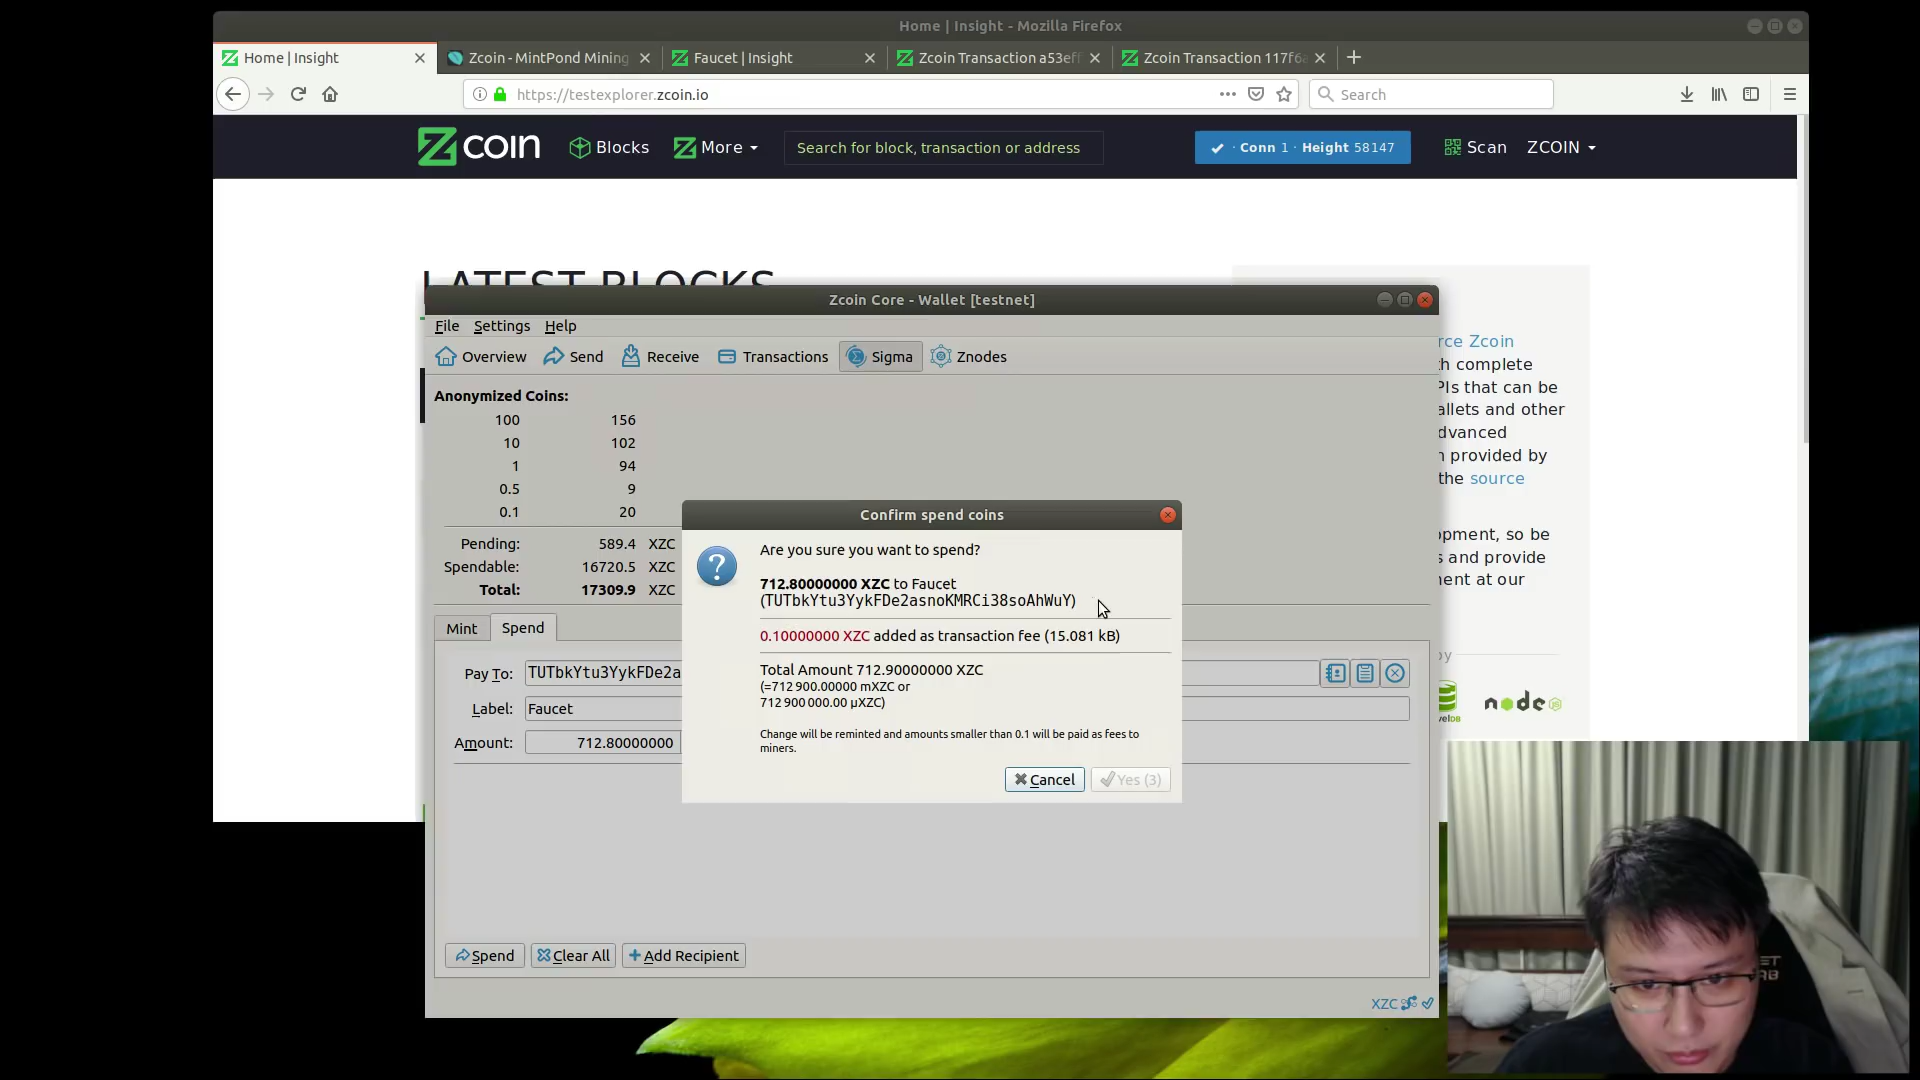 Home | Insight - Mozilla Firefox
Home | Insight
Zcoin - MintPond Mining
Faucet | Insight
Zcoin Transaction a53eff
Zcoin Transaction 117f6a
https://testexplorer.zcoin.io
Search
Zcoin
Blocks
More
Search for block, transaction or address
· Conn 1 · Height 58147
Scan
ZCOIN
LATEST BLOCKS
Zcoin Core - Wallet [testnet]
File Settings Help
Overview Send Receive Transactions Sigma Znodes
Anonymized Coins:
100 156
10 102
1 94
0.5 9
0.1 20
Pending: 589.4 XZC
Spendable: 16720.5 XZC
Total: 17309.9 XZC
Mint Spend
Pay To: TUTbkYtu3YykFDe2a
Label: Faucet
Amount: 712.80000000
Spend Clear All Add Recipient
XZC
Confirm spend coins
Are you sure you want to spend?
712.80000000 XZC to Faucet
(TUTbkYtu3YykFDe2asnoKMRCi38soAhWuY)
0.10000000 XZC added as transaction fee (15.081 kB)
Total Amount 712.90000000 XZC
(=712 900.00000 mXZC or
712 900 000.00 μXZC)
Change will be reminted and amounts smaller than 0.1 will be paid as fees to
miners.
Cancel Yes (3)
rce Zcoin
h complete
PIs that can be
allets and other
dvanced
n provided by
the source
opment, so be
s and provide
ment at our
by
velDB
node
JS